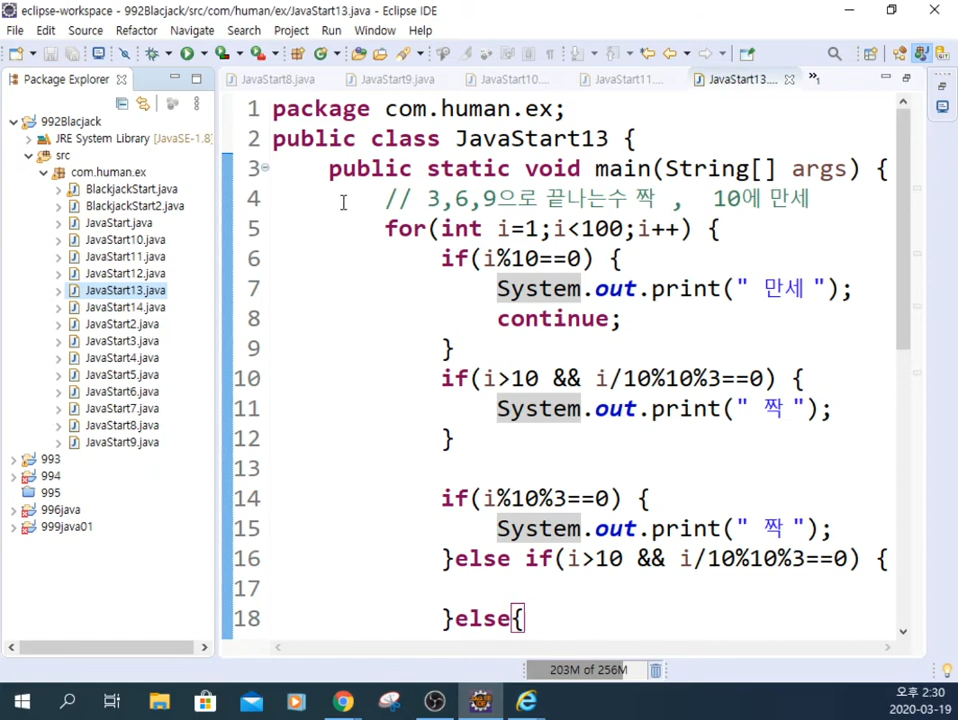 eclipse-workspace - 992Blacjack/src/com/human/ex/JavaStart13.java - Eclipse IDE
File Edit Source Refactor Navigate Search Project Run Window Help
Package Explorer
JavaStart8.java JavaStart9.java JavaStart10.... JavaStart11.... JavaStart13....
992Blacjack
JRE System Library [JavaSE-1.8]
src
com.human.ex
BlackjackStart.java
BlackjackStart2.java
JavaStart.java
JavaStart10.java
JavaStart11.java
JavaStart12.java
JavaStart13.java
JavaStart14.java
JavaStart2.java
JavaStart3.java
JavaStart4.java
JavaStart5.java
JavaStart6.java
JavaStart7.java
JavaStart8.java
JavaStart9.java
993
994
995
996java
999java01
1 package com.human.ex;
2 public class JavaStart13 {
3 public static void main(String[] args) {
4 // 3,6,9으로 끝나는수 짝 , 10에 만세
5 for(int i=1;i<100;i++) {
6 if(i%10==0) {
7 System.out.print(" 만세 ");
8 continue;
9 }
10 if(i>10 && i/10%10%3==0) {
11 System.out.print(" 짝 ");
12 }
13
14 if(i%10%3==0) {
15 System.out.print(" 짝 ");
16 }else if(i>10 && i/10%10%3==0) {
17
18 }else{
203M of 256M
오후 2:30
2020-03-19